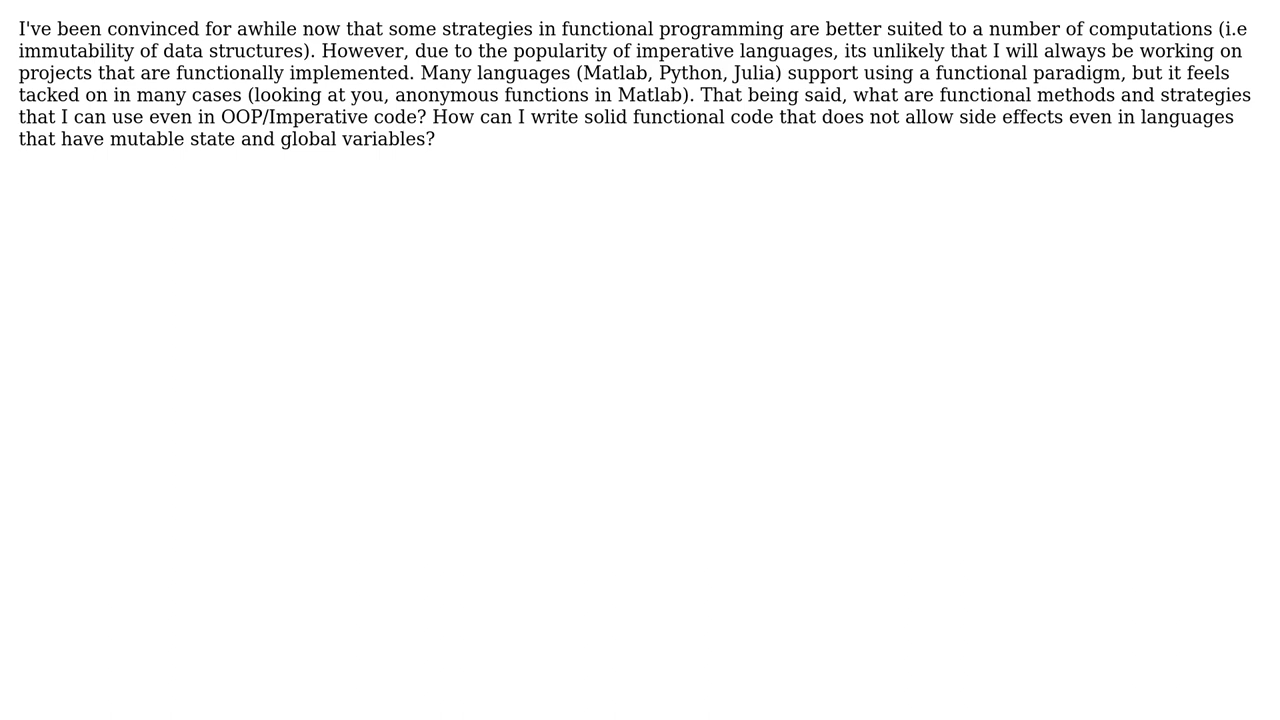 I've been convinced for awhile now that some strategies in functional programming are better suited to a number of computations (i.e
immutability of data structures). However, due to the popularity of imperative languages, its unlikely that I will always be working on
projects that are functionally implemented. Many languages (Matlab, Python, Julia) support using a functional paradigm, but it feels
tacked on in many cases (looking at you, anonymous functions in Matlab). That being said, what are functional methods and strategies
that I can use even in OOP/Imperative code? How can I write solid functional code that does not allow side effects even in languages
that have mutable state and global variables?